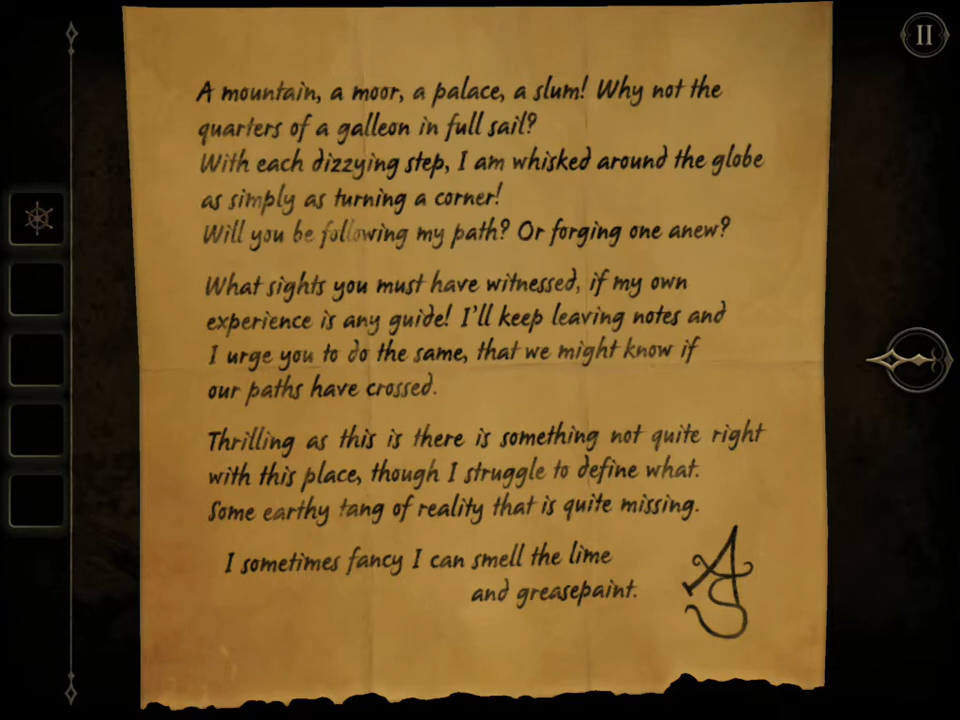 A mountain, a moor, a palace, a slum! Why not the
quarters of a galleon in full sail?
With each dizzying step, I am whisked around the globe
as simply as turning a corner!
Will you be following my path? Or forging one anew?
What sights you must have witnessed, if my own
experience is any guide! I'll keep leaving notes and
I urge you to do the same, that we might know if
our paths have crossed.
Thrilling as this is there is something not quite right
with this place, though I struggle to define what.
Some earthy tang of reality that is quite missing.
I sometimes fancy I can smell the lime
and greasepaint.
AS
II